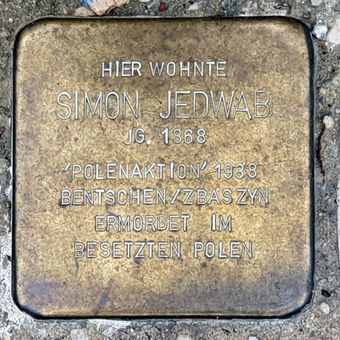 HIER WOHNTE
SIMON JEDWAB
JG. 1868
'POLENAKTION' 1938
BENTSCHEN/ZBASZYN
ERMORDET IM
BESETZTEN POLEN